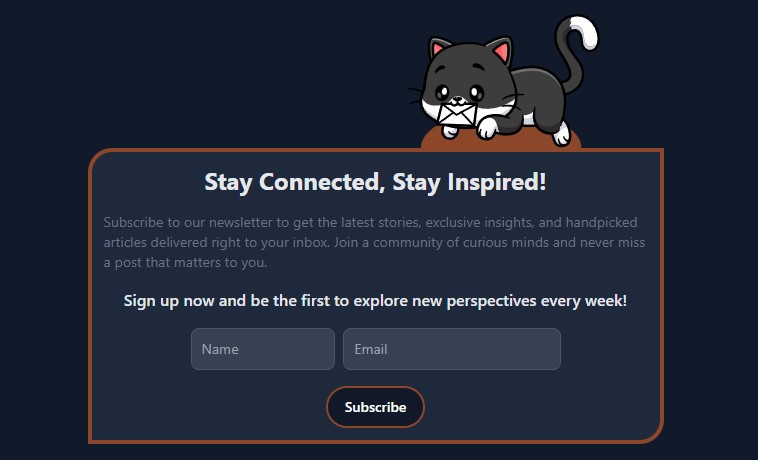 Stay Connected, Stay Inspired!
Subscribe to our newsletter to get the latest stories, exclusive insights, and handpicked
articles delivered right to your inbox. Join a community of curious minds and never miss
a post that matters to you.
Sign up now and be the first to explore new perspectives every week!
Name Email
Subscribe